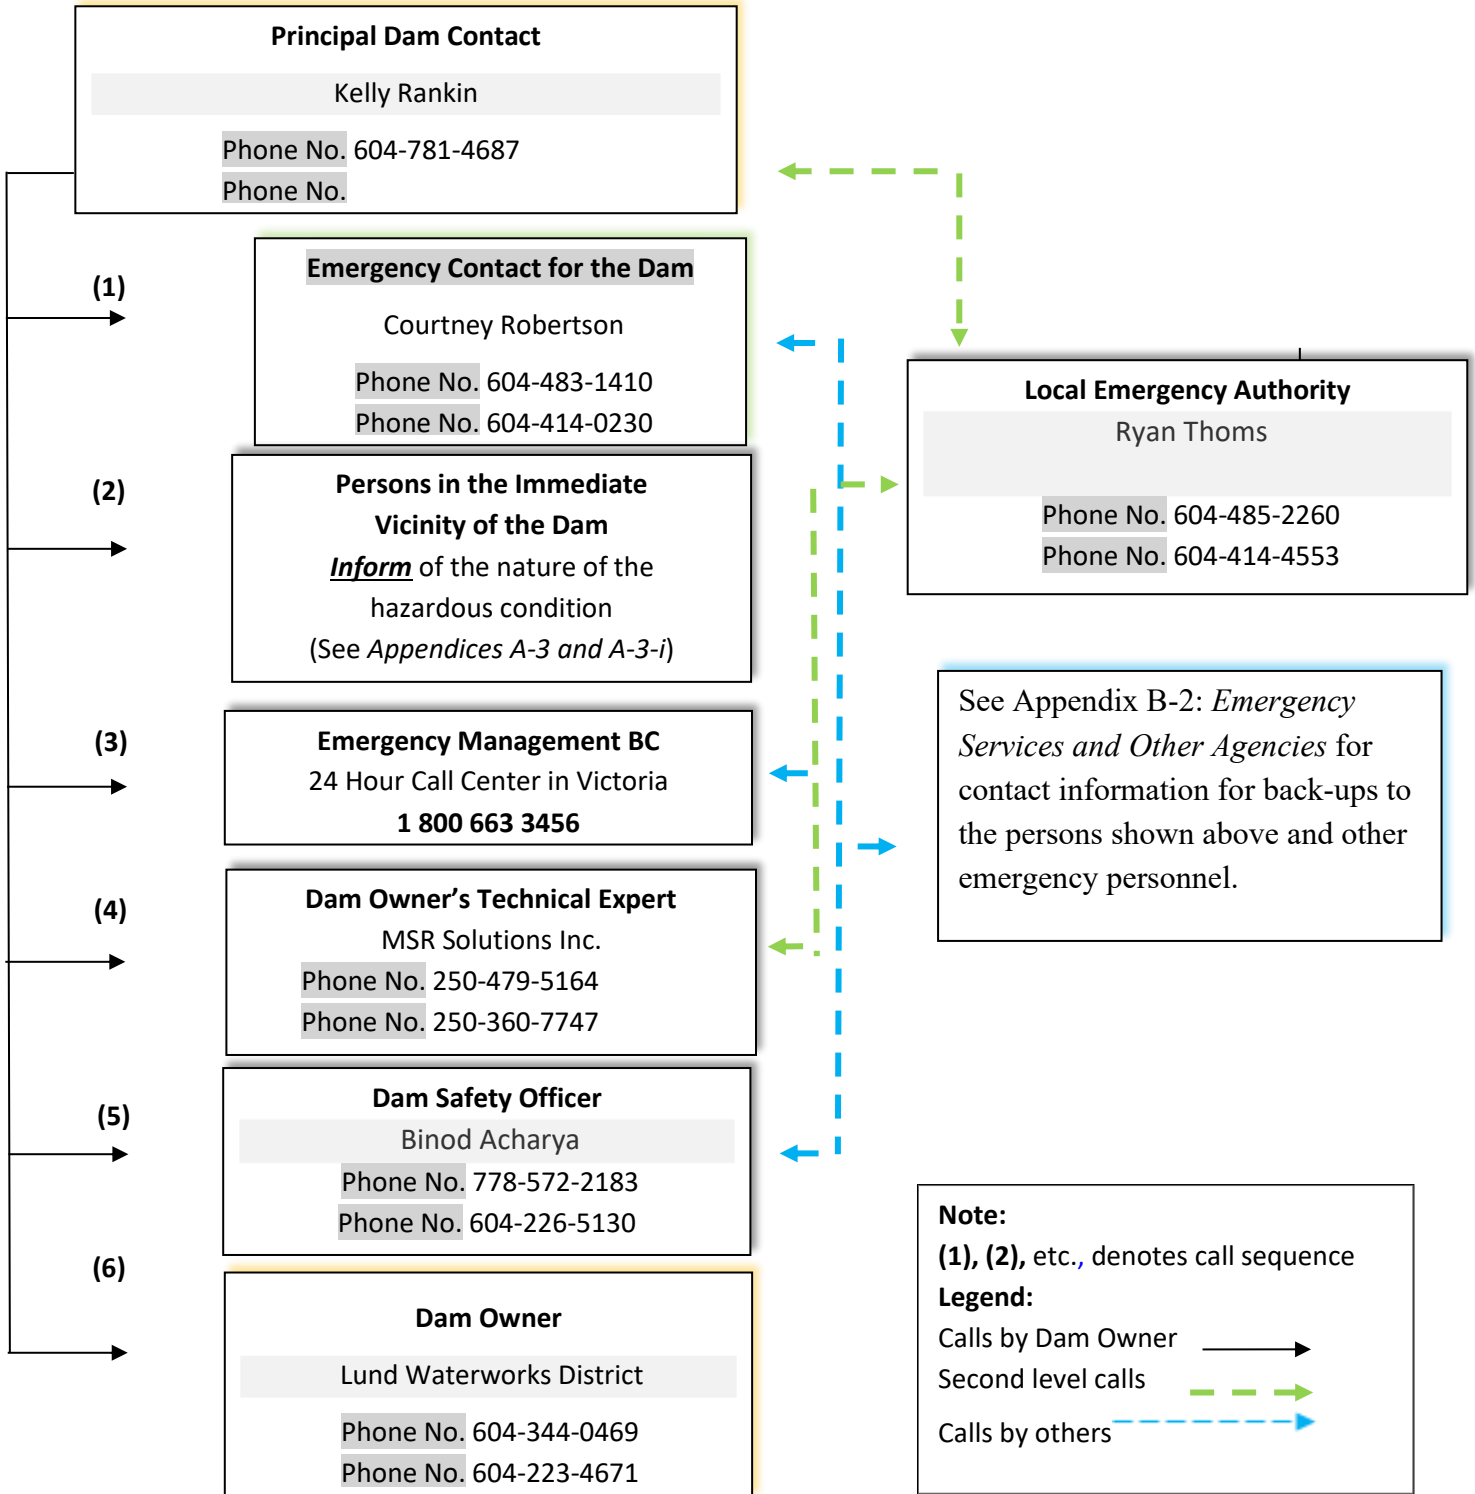 Principal Dam Contact
Kelly Rankin
Phone No. 604-781-4687
Phone No.
(1)
Emergency Contact for the Dam
Courtney Robertson
Phone No. 604-483-1410
Phone No. 604-414-0230
Local Emergency Authority
Ryan Thoms
Phone No. 604-485-2260
Phone No. 604-414-4553
(2)
Persons in the Immediate
Vicinity of the Dam
Inform of the nature of the
hazardous condition
(See Appendices A-3 and A-3-i)
(3)
Emergency Management BC
24 Hour Call Center in Victoria
1 800 663 3456
See Appendix B-2: Emergency
Services and Other Agencies for
contact information for back-ups to
the persons shown above and other
emergency personnel.
(4)
Dam Owner’s Technical Expert
MSR Solutions Inc.
Phone No. 250-479-5164
Phone No. 250-360-7747
(5)
Dam Safety Officer
Binod Acharya
Phone No. 778-572-2183
Phone No. 604-226-5130
(6)
Dam Owner
Lund Waterworks District
Phone No. 604-344-0469
Phone No. 604-223-4671
Note:
(1), (2), etc., denotes call sequence
Legend:
Calls by Dam Owner
Second level calls
Calls by others